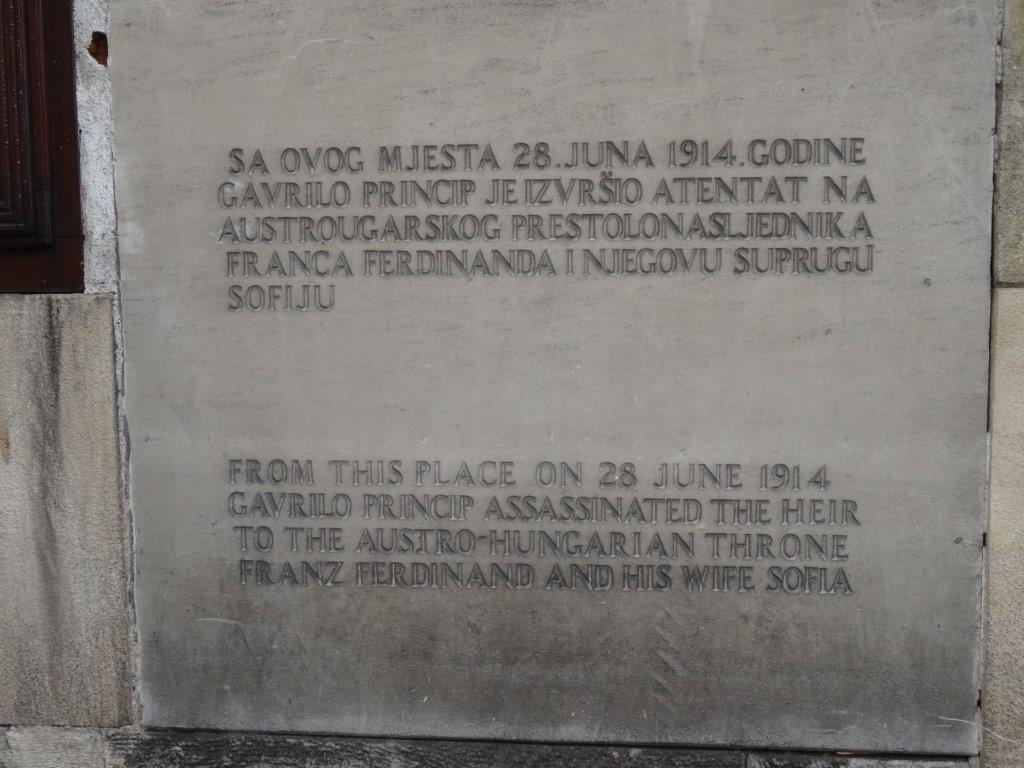 SA OVOG MJESTA 28. JUNA 1914. GODINE
GAVRILO PRINCIP JE IZVRŠIO ATENTAT NA
AUSTROUGARSKOG PRESTOLONASLJEDNIKA
FRANCA FERDINANDA I NJEGOVU SUPRUGU
SOFIJU
FROM THIS PLACE ON 28 JUNE 1914
GAVRILO PRINCIP ASSASSINATED THE HEIR
TO THE AUSTRO-HUNGARIAN THRONE
FRANZ FERDINAND AND HIS WIFE SOFIA